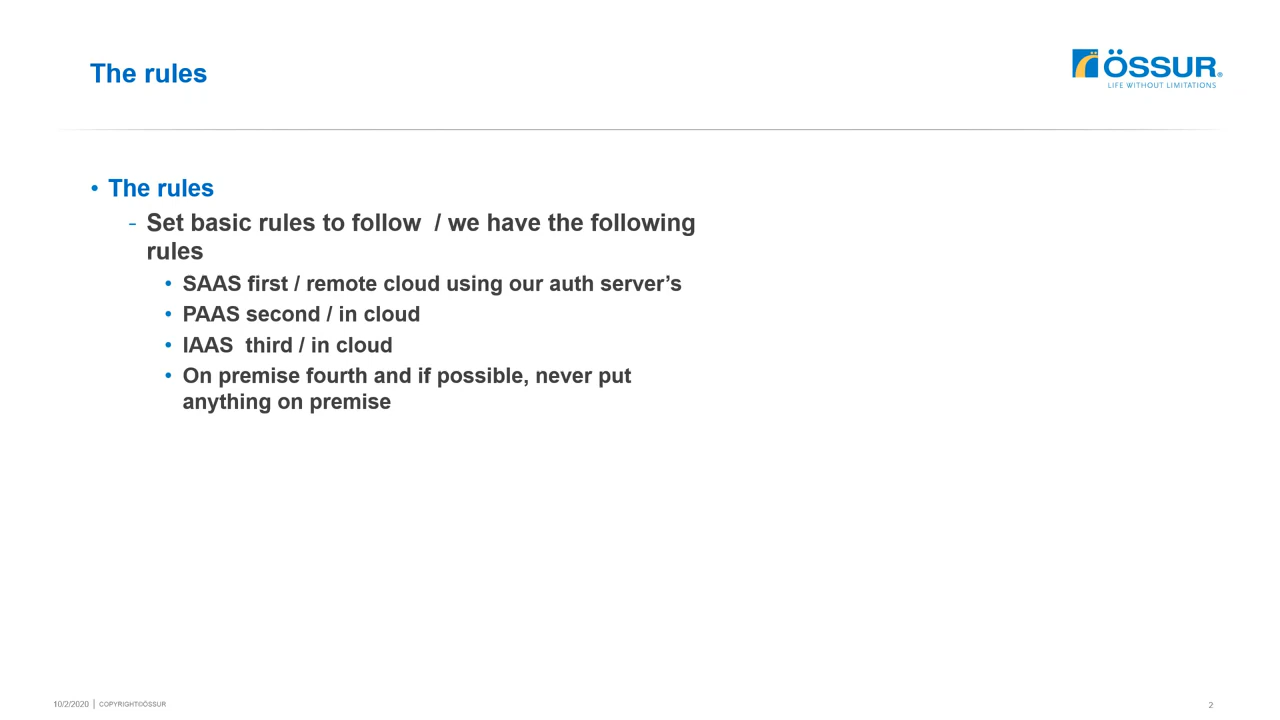 The rules
ÖSSUR®
LIFE WITHOUT LIMITATIONS
• The rules
- Set basic rules to follow  / we have the following
rules
• SAAS first / remote cloud using our auth server’s
• PAAS second / in cloud
• IAAS  third / in cloud
• On premise fourth and if possible, never put
anything on premise
10/2/2020 | COPYRIGHT©ÖSSUR
2